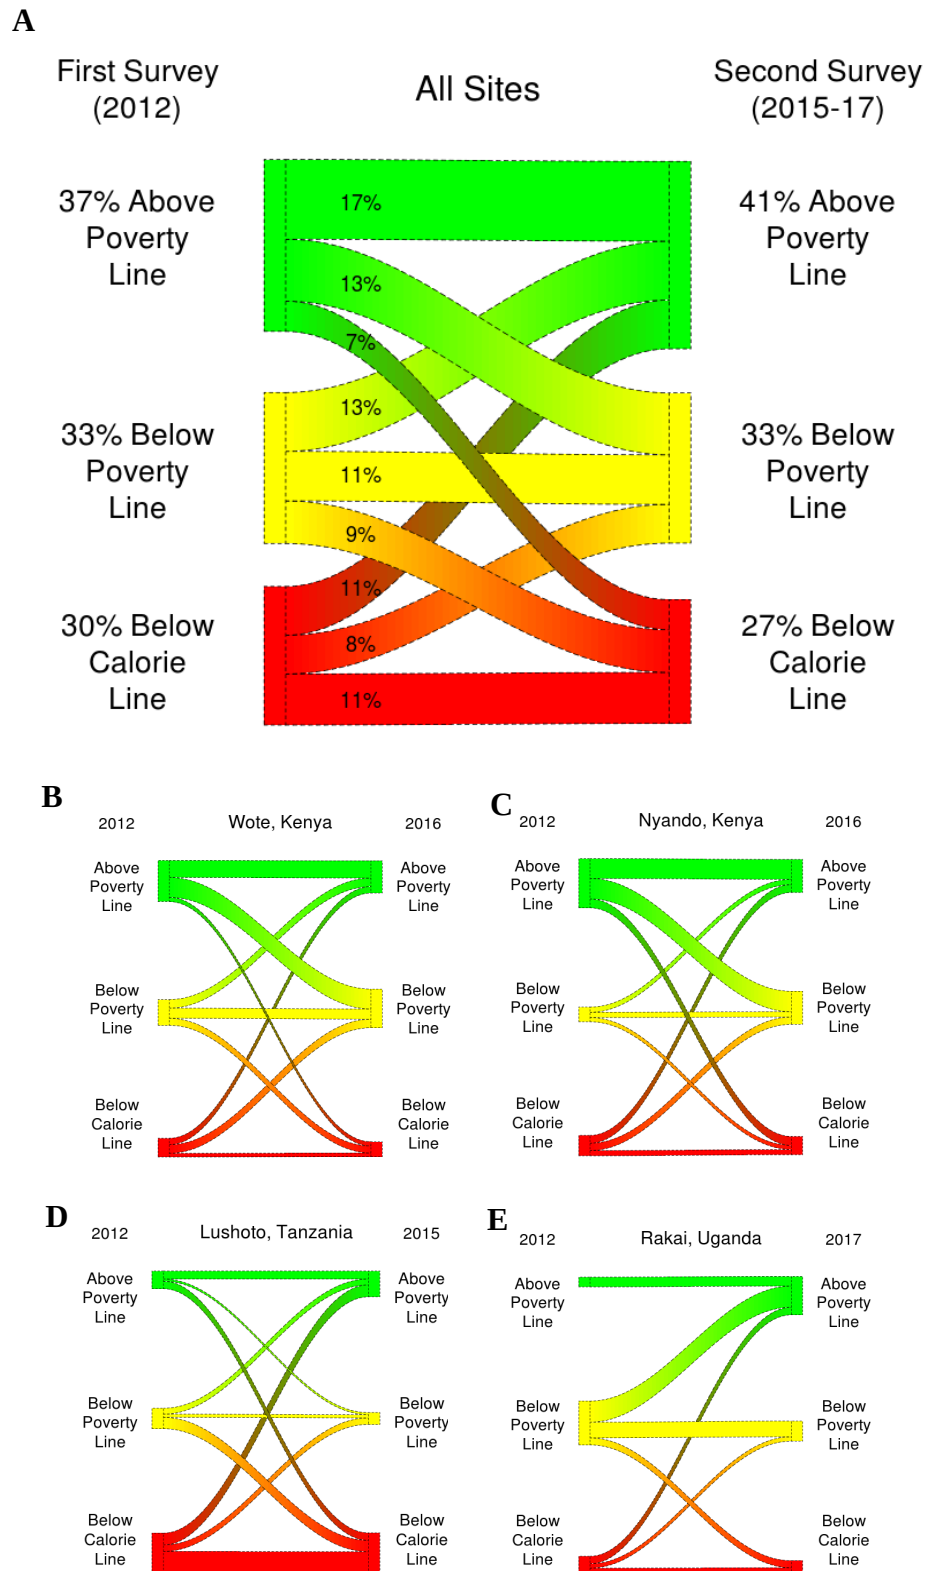 A
First Survey
(2012)
All Sites
Second Survey
(2015-17)
37% Above
Poverty
Line
17%
13%
7%
41% Above
Poverty
Line
33% Below
Poverty
Line
13%
11%
9%
33% Below
Poverty
Line
30% Below
Calorie
Line
11%
8%
11%
27% Below
Calorie
Line
B
2012
Wote, Kenya
2016
Above
Poverty
Line
Above
Poverty
Line
Below
Poverty
Line
Below
Poverty
Line
Below
Calorie
Line
Below
Calorie
Line
C
2012
Nyando, Kenya
2016
Above
Poverty
Line
Above
Poverty
Line
Below
Poverty
Line
Below
Poverty
Line
Below
Calorie
Line
Below
Calorie
Line
D
2012
Lushoto, Tanzania
2015
Above
Poverty
Line
Above
Poverty
Line
Below
Poverty
Line
Below
Poverty
Line
Below
Calorie
Line
Below
Calorie
Line
E
2012
Rakai, Uganda
2017
Above
Poverty
Line
Above
Poverty
Line
Below
Poverty
Line
Below
Poverty
Line
Below
Calorie
Line
Below
Calorie
Line